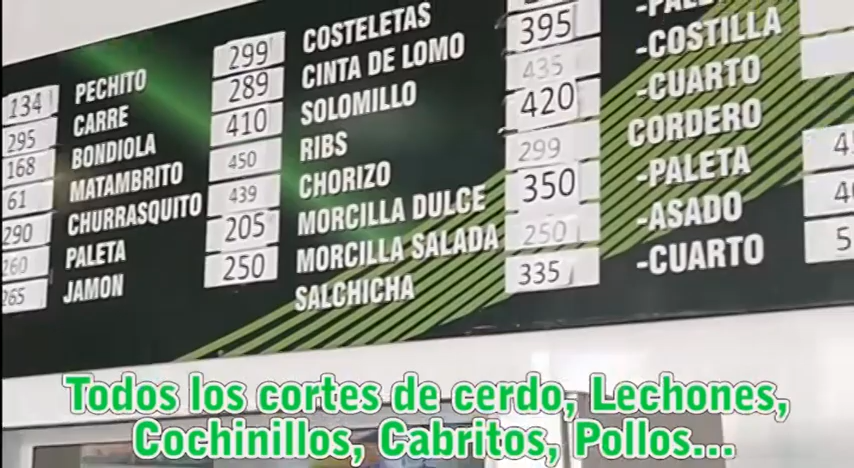 134 PECHITO 299 COSTELETAS
295 CARRE 289 CINTA DE LOMO 395
168 BONDIOLA 410 SOLOMILLO 435 -COSTILLA
61 MATAMBRITO 450 RIBS 420 -CUARTO
290 CHURRASQUITO 439 CHORIZO 299 CORDERO
260 PALETA 205 MORCILLA DULCE 350 -PALETA
265 JAMON 250 MORCILLA SALADA 250 -ASADO
SALCHICHA 335 -CUARTO
Todos los cortes de cerdo, Lechones,
Cochinillos, Cabritos, Pollos...